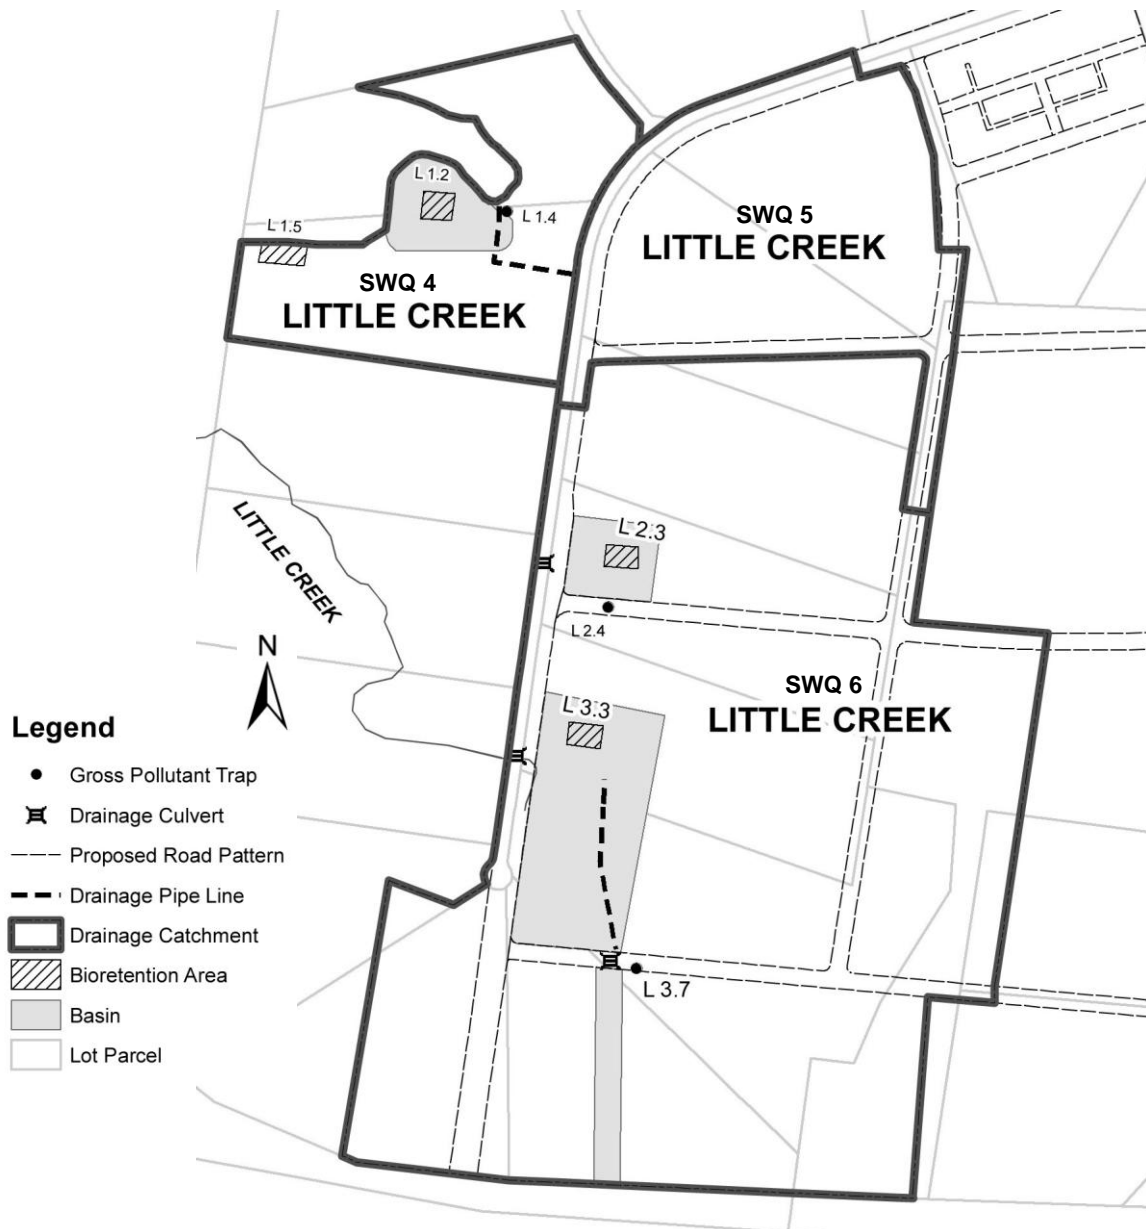 L 1.2
L 1.4
L 1.5
SWQ 4
LITTLE CREEK
SWQ 5
LITTLE CREEK
LITTLE CREEK
L 2.3
L 2.4
N
L 3.3
SWQ 6
LITTLE CREEK
L 3.7
Legend
Gross Pollutant Trap
Drainage Culvert
Proposed Road Pattern
Drainage Pipe Line
Drainage Catchment
Bioretention Area
Basin
Lot Parcel